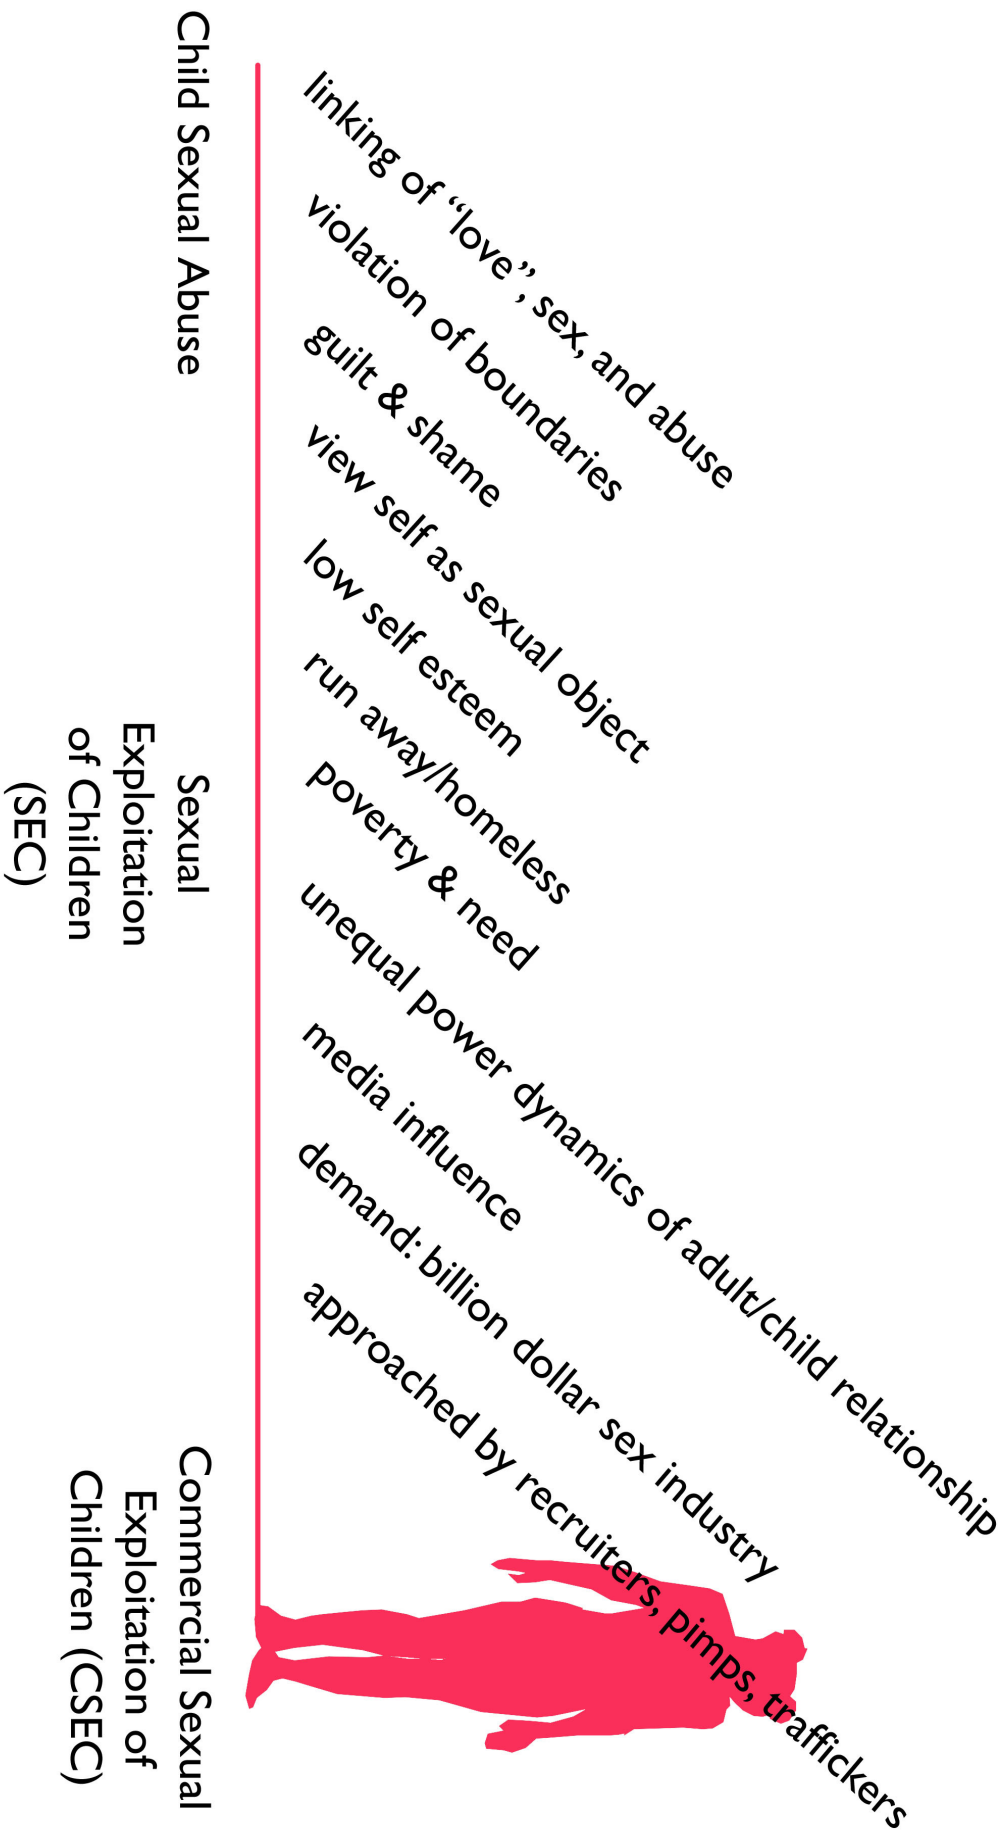 linking of “love”, sex, and abuse
violation of boundaries
guilt & shame
view self as sexual object
low self esteem
run away/homeless
poverty & need
unequal power dynamics of adult/child relationship
media influence
demand: billion dollar sex industry
approached by recruiters, pimps, traffickers
Child Sexual Abuse
Sexual
Exploitation
of Children
(SEC)
Commercial Sexual
Exploitation of
Children (CSEC)